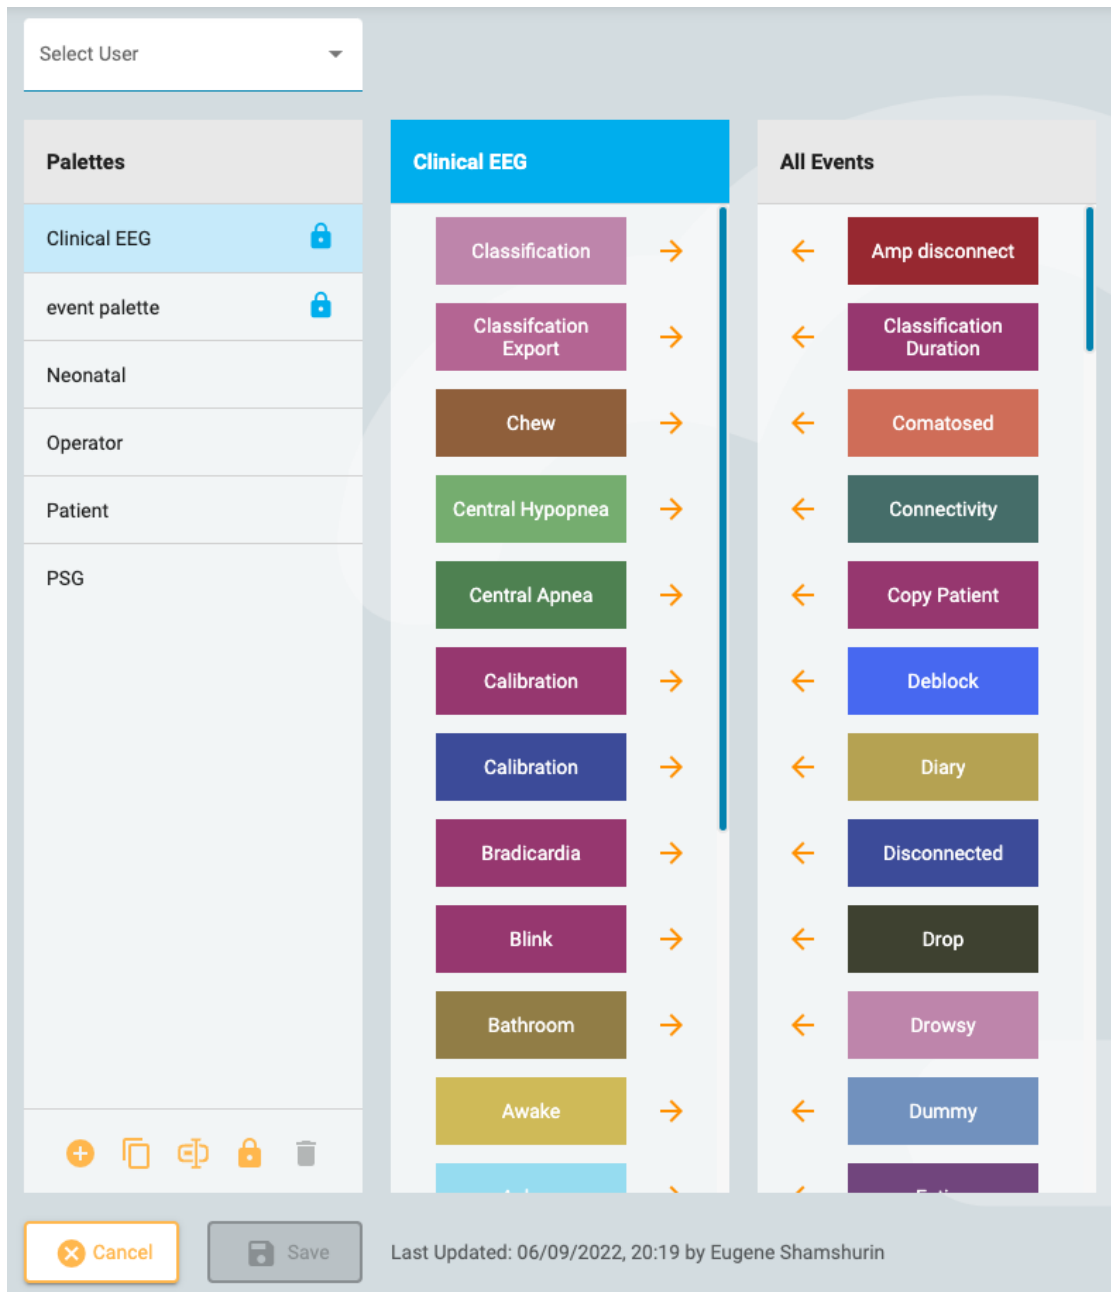 Select User
Palettes
Clinical EEG
event palette
Neonatal
Operator
Patient
PSG
Clinical EEG
Classification
Classifcation
Export
Chew
Central Hypopnea
Central Apnea
Calibration
Calibration
Bradicardia
Blink
Bathroom
Awake
All Events
Amp disconnect
Classification
Duration
Comatosed
Connectivity
Copy Patient
Deblock
Diary
Disconnected
Drop
Drowsy
Dummy
Cancel
Save
Last Updated: 06/09/2022, 20:19 by Eugene Shamshurin